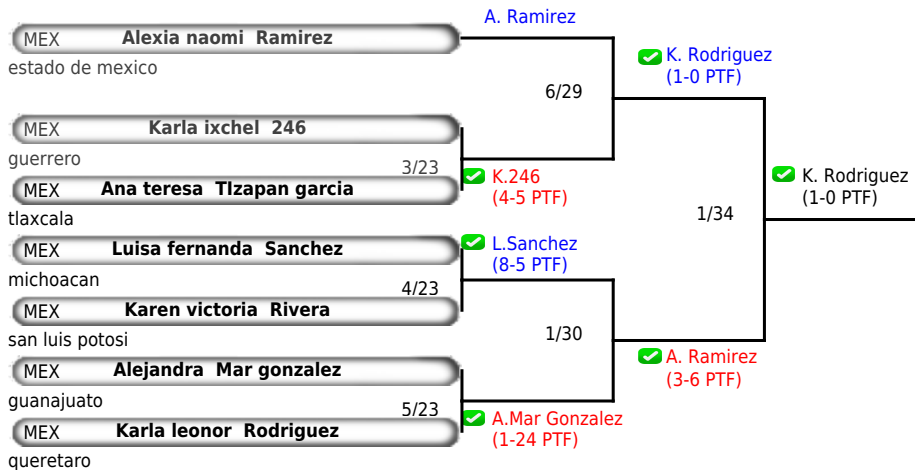 A. Ramirez
MEX Alexia naomi Ramirez
estado de mexico
K. Rodriguez
(1-0 PTF)
6/29
MEX Karla ixchel 246
guerrero
3/23
K.246
(4-5 PTF)
MEX Ana teresa Tlzapan garcia
tlaxcala
K. Rodriguez
(1-0 PTF)
1/34
MEX Luisa fernanda Sanchez
michoacan
L.Sanchez
(8-5 PTF)
4/23
MEX Karen victoria Rivera
san luis potosi
1/30
A. Ramirez
(3-6 PTF)
MEX Alejandra Mar gonzalez
guanajuato
5/23
A.Mar Gonzalez
(1-24 PTF)
MEX Karla leonor Rodriguez
queretaro